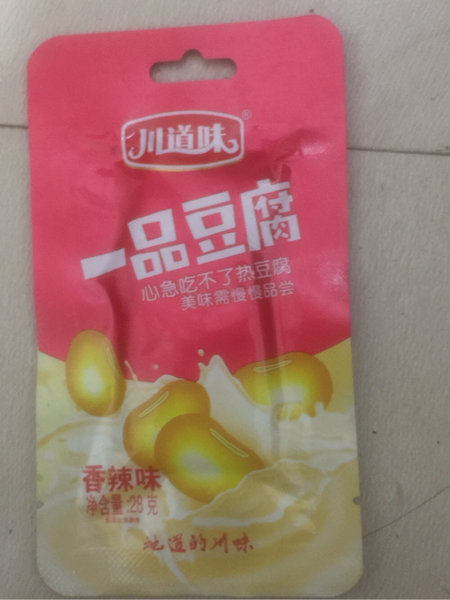 川道味®
一品豆腐
心急吃不了热豆腐
美味需慢慢品尝
香辣味
净含量:28克
地道的川味